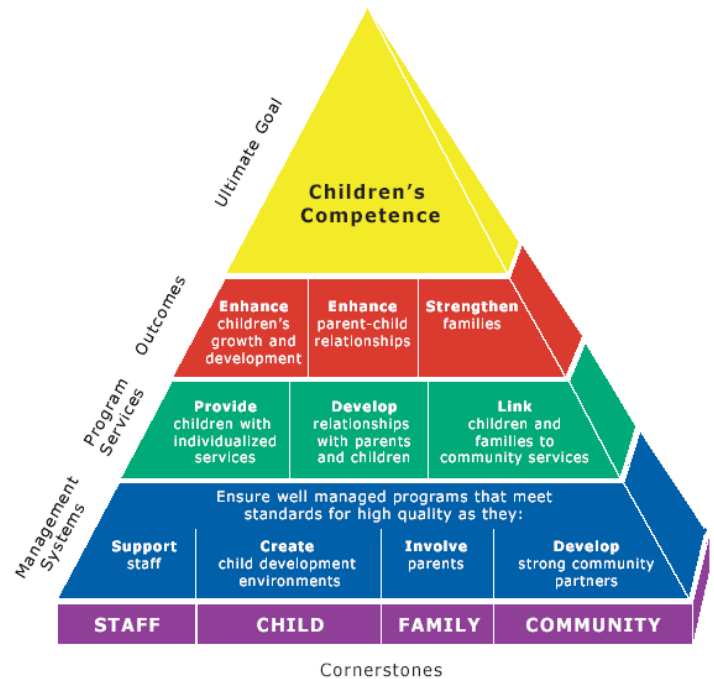 Ultimate Goal
Children's
Competence
Outcomes
Enhance
children's
growth and
development
Enhance
parent-child
relationships
Strengthen
families
Program
Services
Provide
children with
individualized
services
Develop
relationships
with parents
and children
Link
children and
families to
community services
Management
Systems
Ensure well managed programs that meet
standards for high quality as they:
Support
staff
Create
child development
environments
Involve
parents
Develop
strong community
partners
STAFF
CHILD
FAMILY
COMMUNITY
Cornerstones